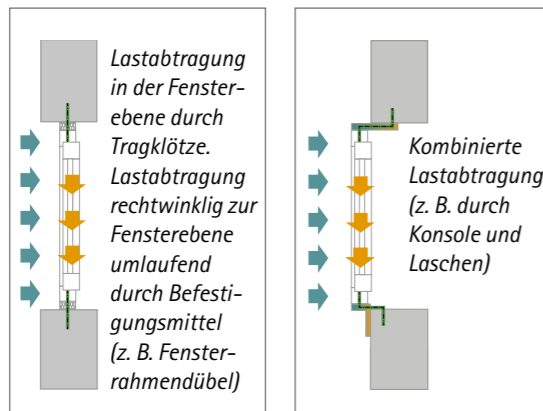 Lastabtragung
in der Fenster-
ebene durch
Tragklötze.
Lastabtragung
rechtwinklig zur
Fensterebene
umlaufend
durch Befesti-
gungsmittel
(z. B. Fenster-
rahmendübel)
Kombinierte
Lastabtragung
(z. B. durch
Konsole und
Laschen)